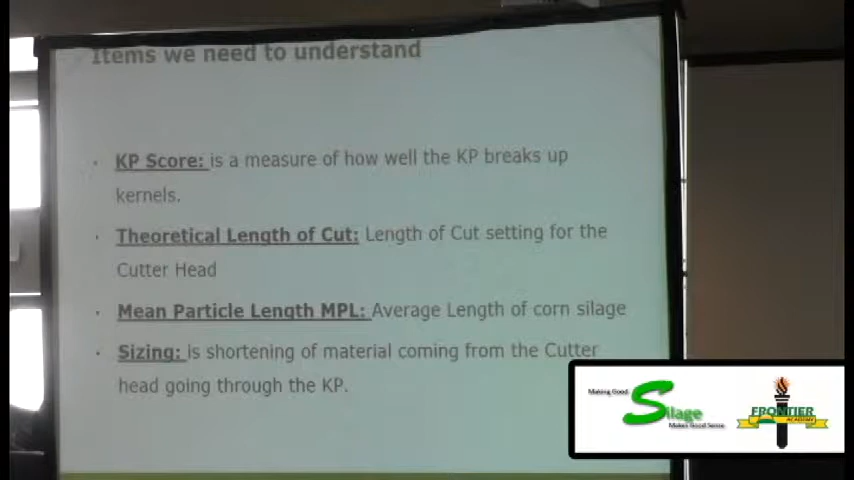 Items we need to understand
· KP Score: is a measure of how well the KP breaks up
kernels.
· Theoretical Length of Cut: Length of Cut setting for the
Cutter Head
· Mean Particle Length MPL: Average Length of corn silage
· Sizing: is shortening of material coming from the Cutter
head going through the KP.
Making Good
Silage
Makes Good Sense
FRONTIER
ACADEMY